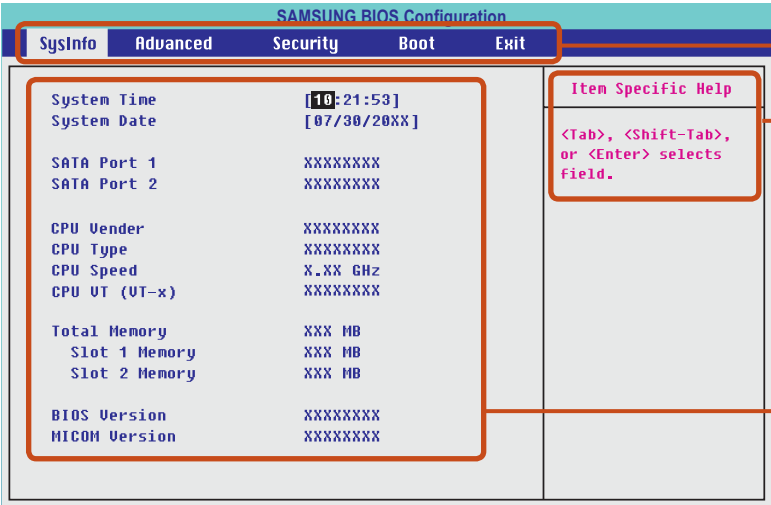 SAMSUNG BIOS Configuration
SysInfo Advanced Security Boot Exit
System Time [10:21:53]
System Date [07/30/20XX]
SATA Port 1 XXXXXXXX
SATA Port 2 XXXXXXXX
CPU Vender XXXXXXXX
CPU Type XXXXXXXX
CPU Speed X.XX GHz
CPU VT (VT-x) XXXXXXXX
Total Memory XXX MB
Slot 1 Memory XXX MB
Slot 2 Memory XXX MB
BIOS Version XXXXXXXX
MICOM Version XXXXXXXX
Item Specific Help
<Tab>, <Shift-Tab>,
or <Enter> selects
field.